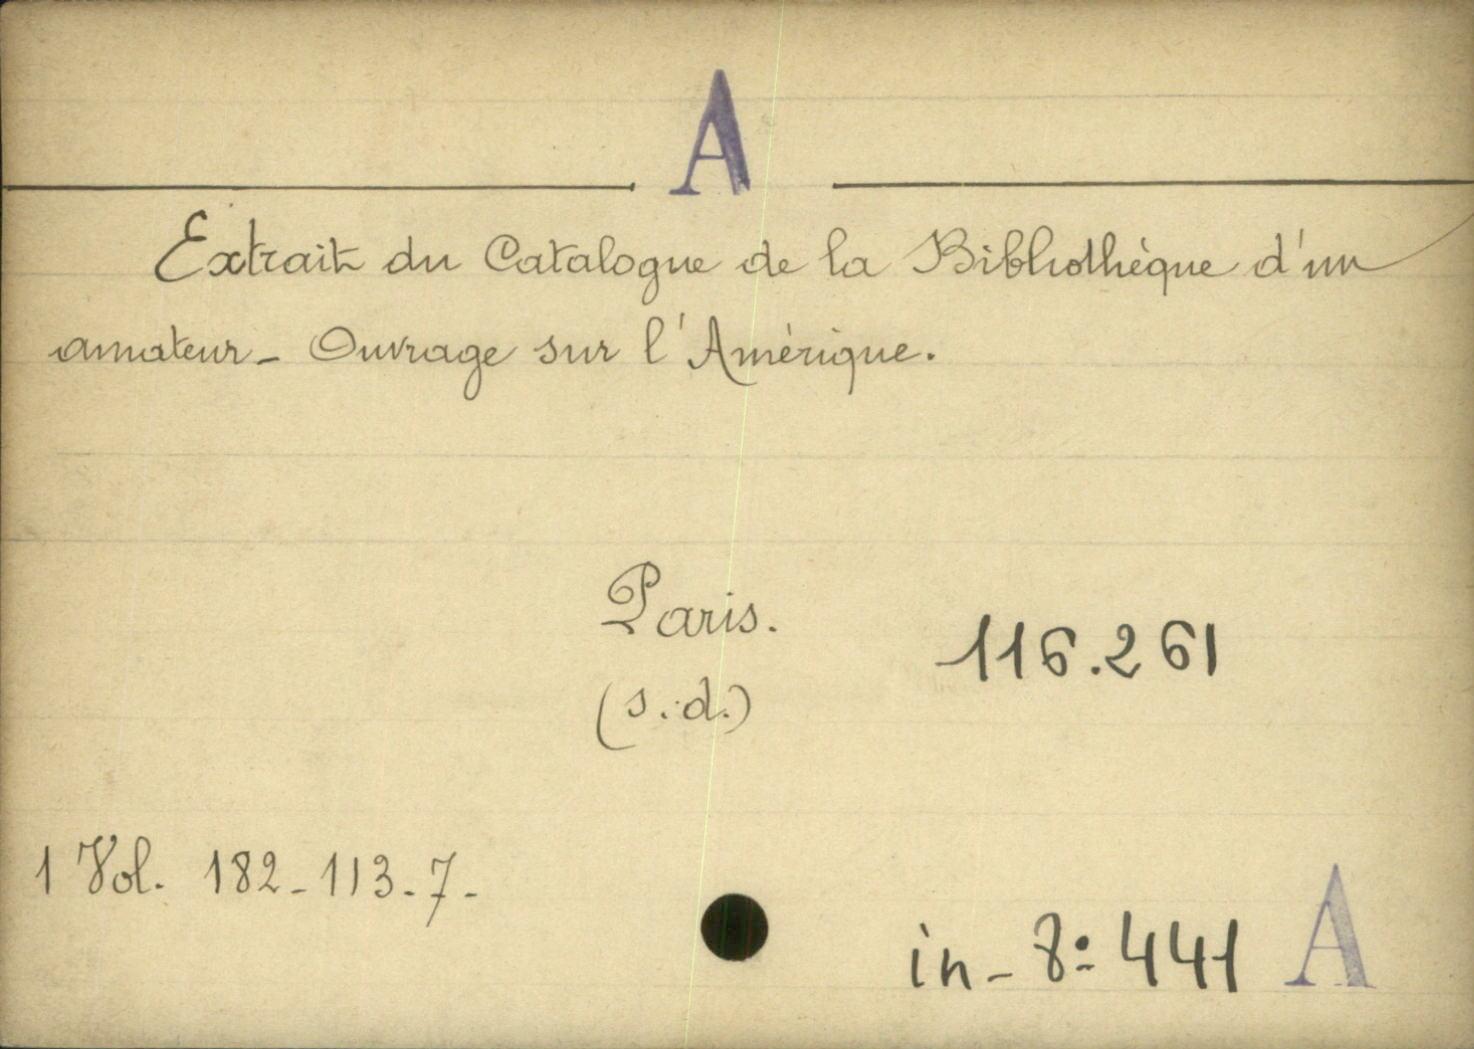 A
Extrait du Catalogue de la Bibliothèque d'un
amateur - Ouvrage sur l'Amérique.
Paris.
116.261
(s.d.)
1 Vol. 182 - 113 - 7 -
in - 8º 441 A